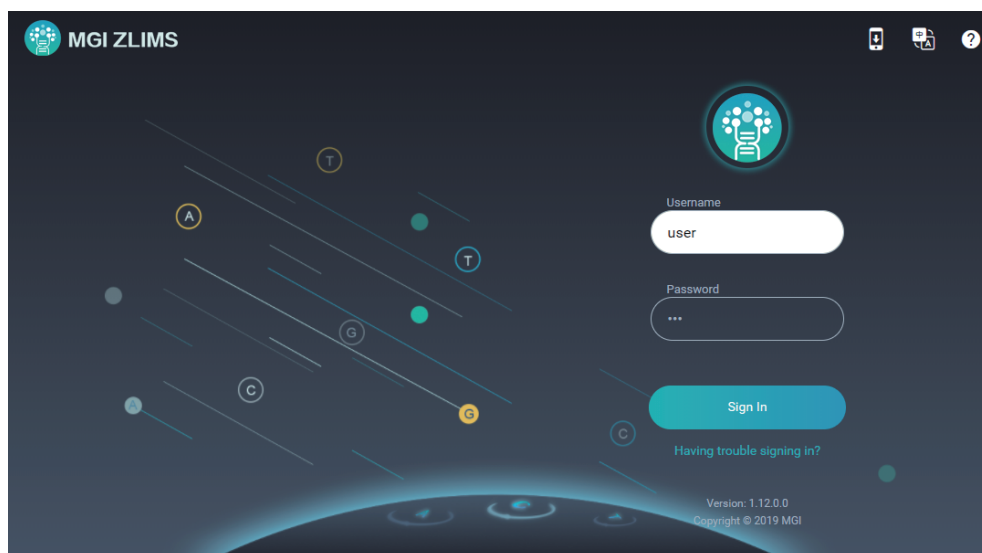 MGI ZLIMS
中 A
?
T
A
T
G
C
A
G
C
Username
user
Password
•••
Sign In
Having trouble signing in?
Version: 1.12.0.0
Copyright © 2019 MGI